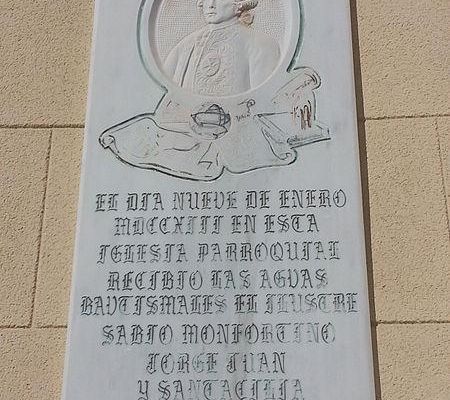 EL DIA NUEVE DE ENERO
MDCCXIII EN ESTA
IGLESIA PARROQUIAL
RECIBIO LAS AGUAS
BAUTISMALES EL ILUSTRE
SABIO MONFORTINO
JORGE JUAN
Y SANTACILIA